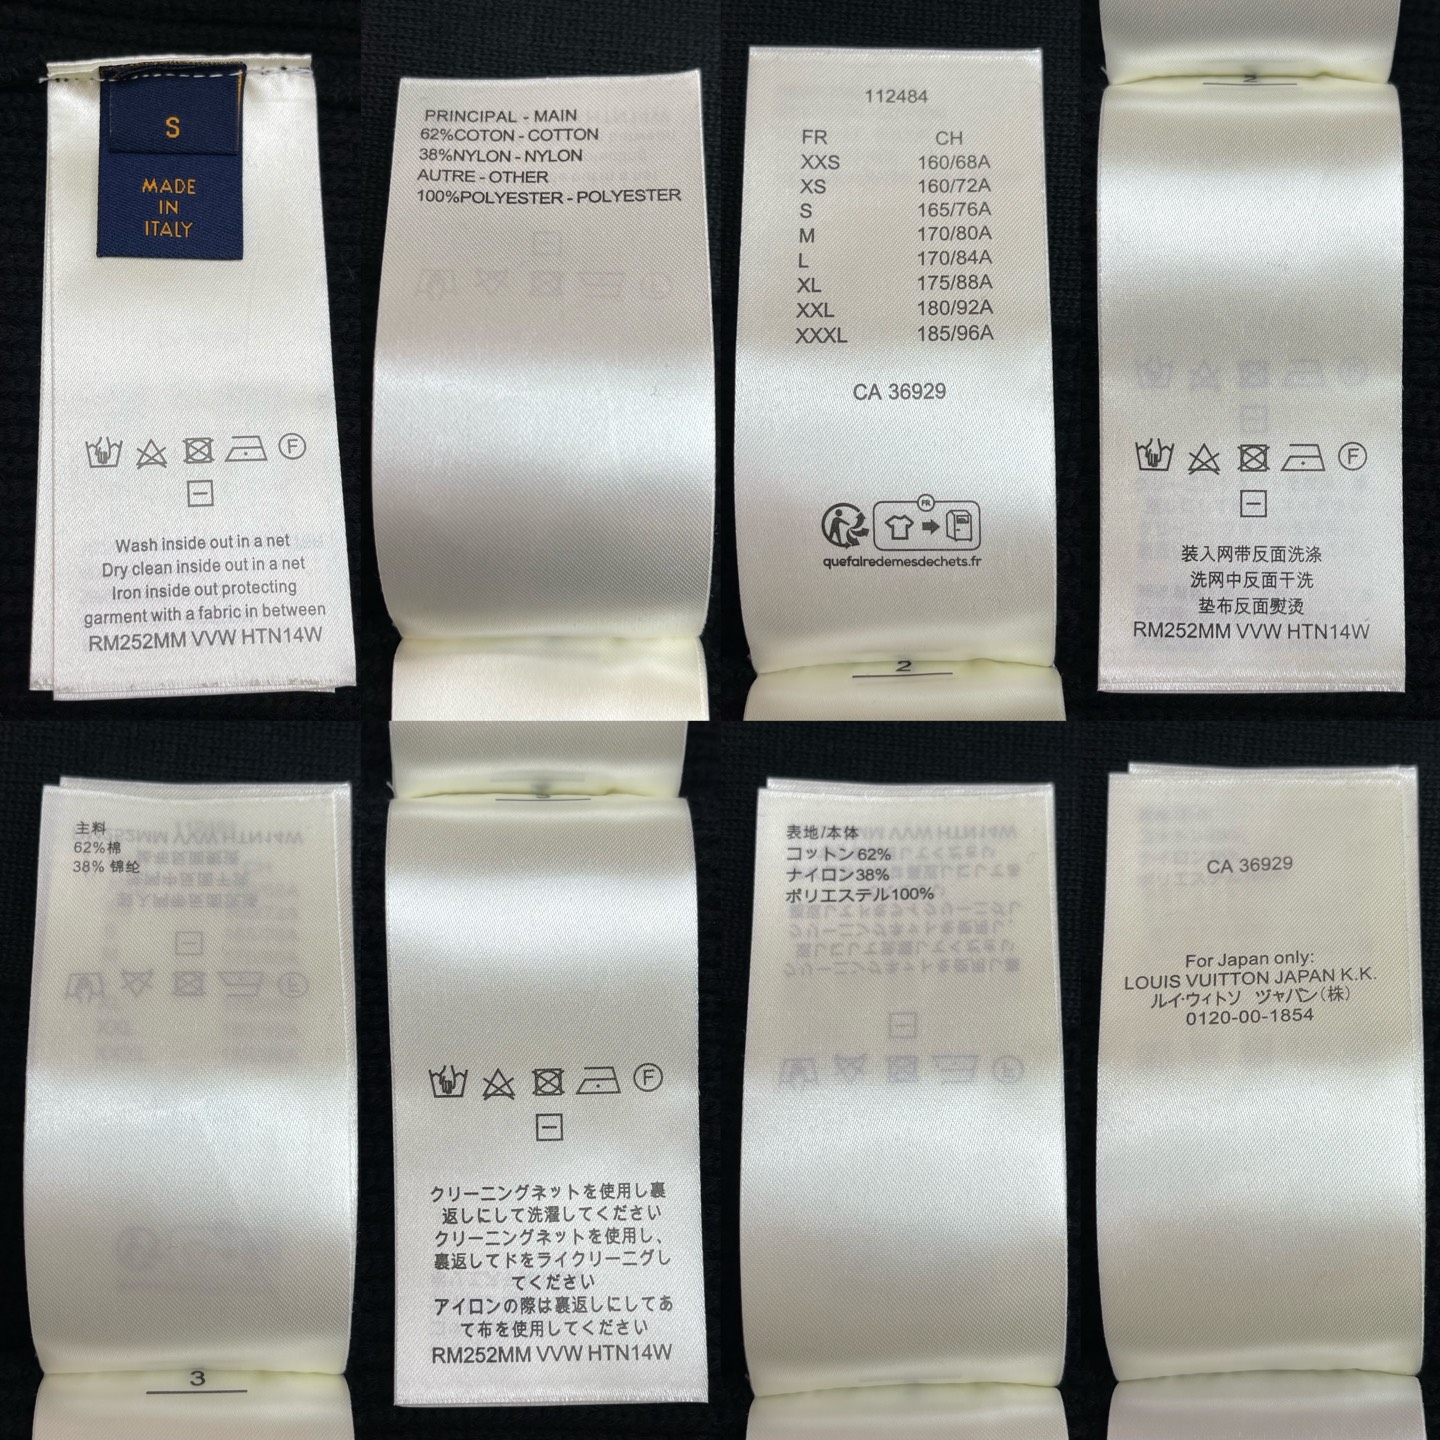 S
MADE
IN
ITALY
F
Wash inside out in a net
Dry clean inside out in a net
Iron inside out protecting
garment with a fabric in between
RM252MM VVW HTN14W
PRINCIPAL - MAIN
62%COTON - COTTON
38%NYLON - NYLON
AUTRE - OTHER
100%POLYESTER - POLYESTER
112484
FR CH
XXS 160/68A
XS 160/72A
S 165/76A
M 170/80A
L 170/84A
XL 175/88A
XXL 180/92A
XXXL 185/96A
CA 36929
FR
quefairedemesdechets.fr
2
F
装入网带反面洗涤
洗网中反面干洗
垫布反面熨烫
RM252MM VVW HTN14W
主料
62%棉
38% 锦纶
3
F
クリーニングネットを使用し裏
返しにして洗濯してください
クリーニングネットを使用し、
裏返してドをライクリーニグし
てください
アイロンの際は裏返しにしてあ
て布を使用してください
RM252MM VVW HTN14W
表地/本体
コットン62%
ナイロン38%
ポリエステル100%
CA 36929
For Japan only:
LOUIS VUITTON JAPAN K.K.
ルイ·ウィトソ ヅャパン(株)
0120-00-1854